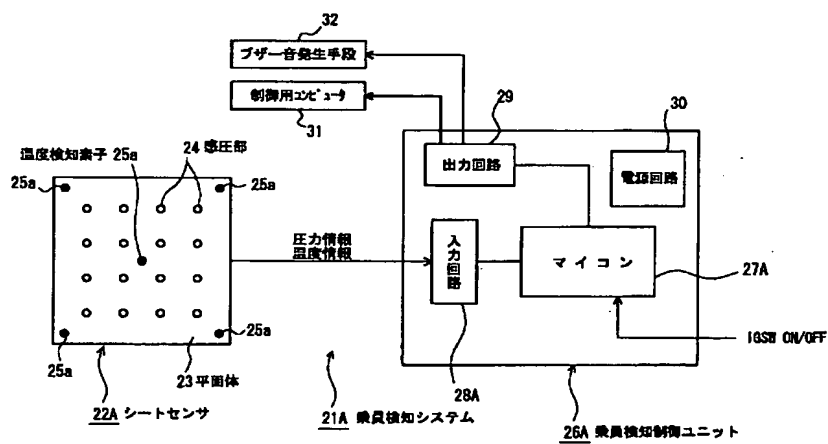 32
ブザー音発生手段
制御用コンピュータ
31
29
30
温度検知素子 25a
24 感圧部
出力回路
電源回路
25a
25a
圧力情報
温度情報
入力回路
マイコン
27A
25a
25a
IGSW ON/OFF
23 平面体
28A
22A シートセンサ
21A 乗員検知システム
26A 乗員検知制御ユニット